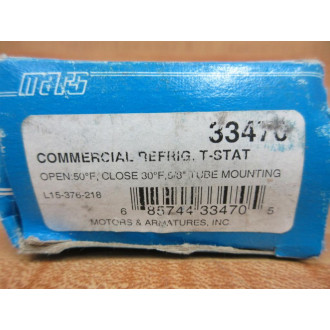 mars
33470
COMMERCIAL REFRIG. T-STAT
OPEN:50°F, CLOSE 30°F,5/8" TUBE MOUNTING
L15-376-218
6 85744 33470 5
MOTORS & ARMATURES, INC